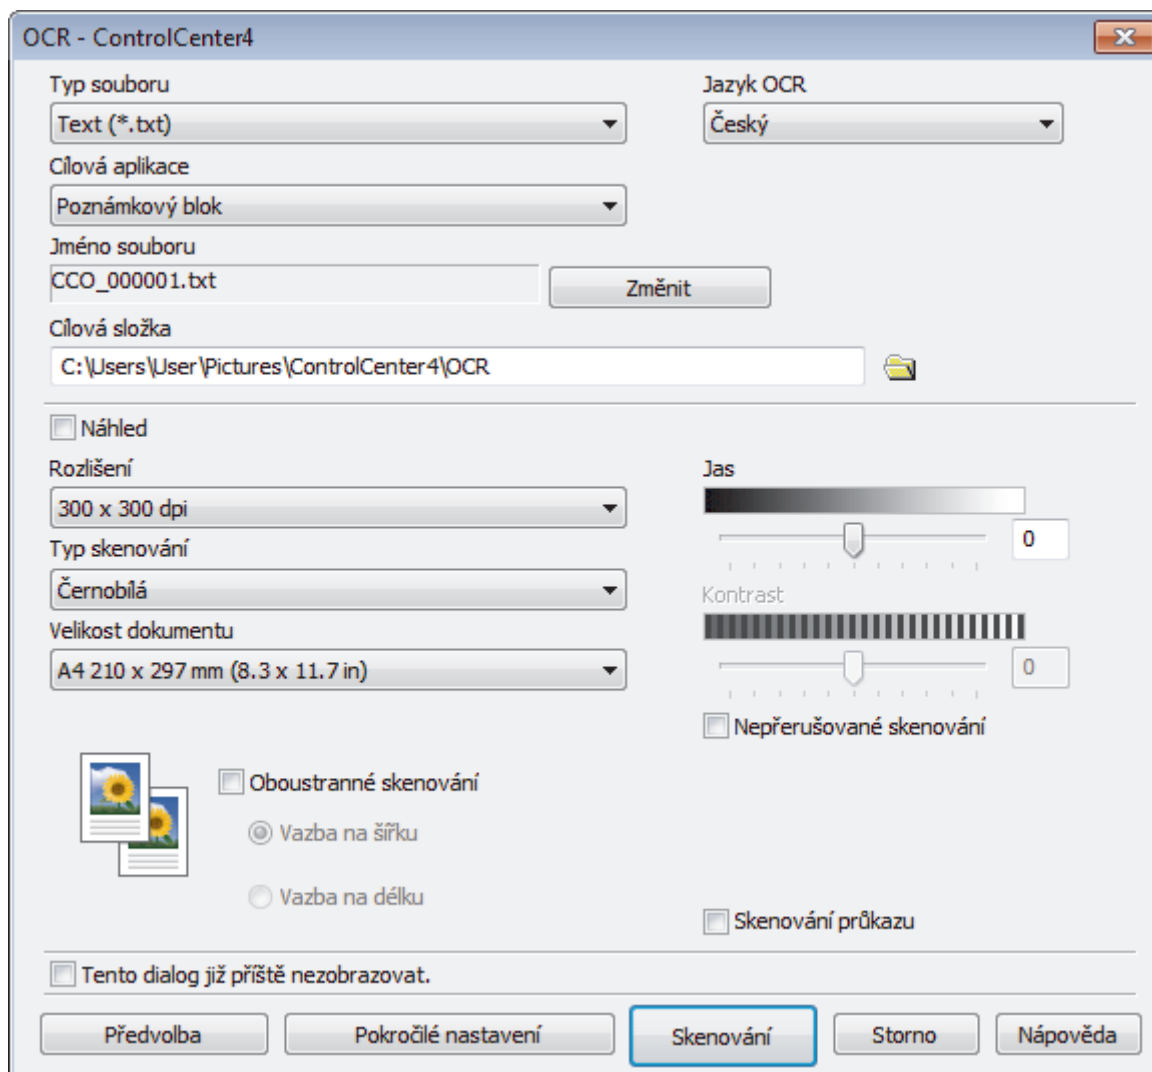 OCR - ControlCenter4
Typ souboru
Jazyk OCR
Text (*.txt)
Český
Cílová aplikace
Poznámkový blok
Jméno souboru
CCO_000001.txt
Změnit
Cílová složka
C:\Users\User\Pictures\ControlCenter4\OCR
Náhled
Rozlišení
Jas
300 x 300 dpi
0
Typ skenování
Černobílá
Kontrast
Velikost dokumentu
A4 210 x 297 mm (8.3 x 11.7 in)
0
Nepřerušované skenování
Oboustranné skenování
Vazba na šířku
Vazba na délku
Skenování průkazu
Tento dialog již příště nezobrazovat.
Předvolba
Pokročilé nastavení
Skenování
Storno
Nápověda